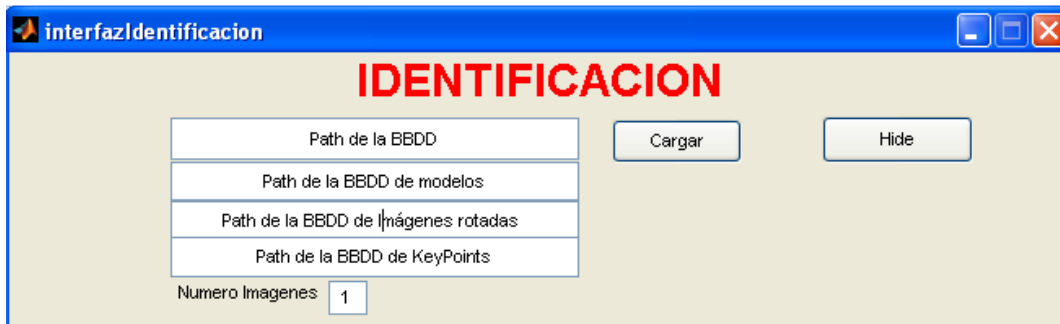 interfazIdentificacion
IDENTIFICACION
Path de la BBDD
Cargar
Hide
Path de la BBDD de modelos
Path de la BBDD de Imágenes rotadas
Path de la BBDD de KeyPoints
Numero Imagenes 1